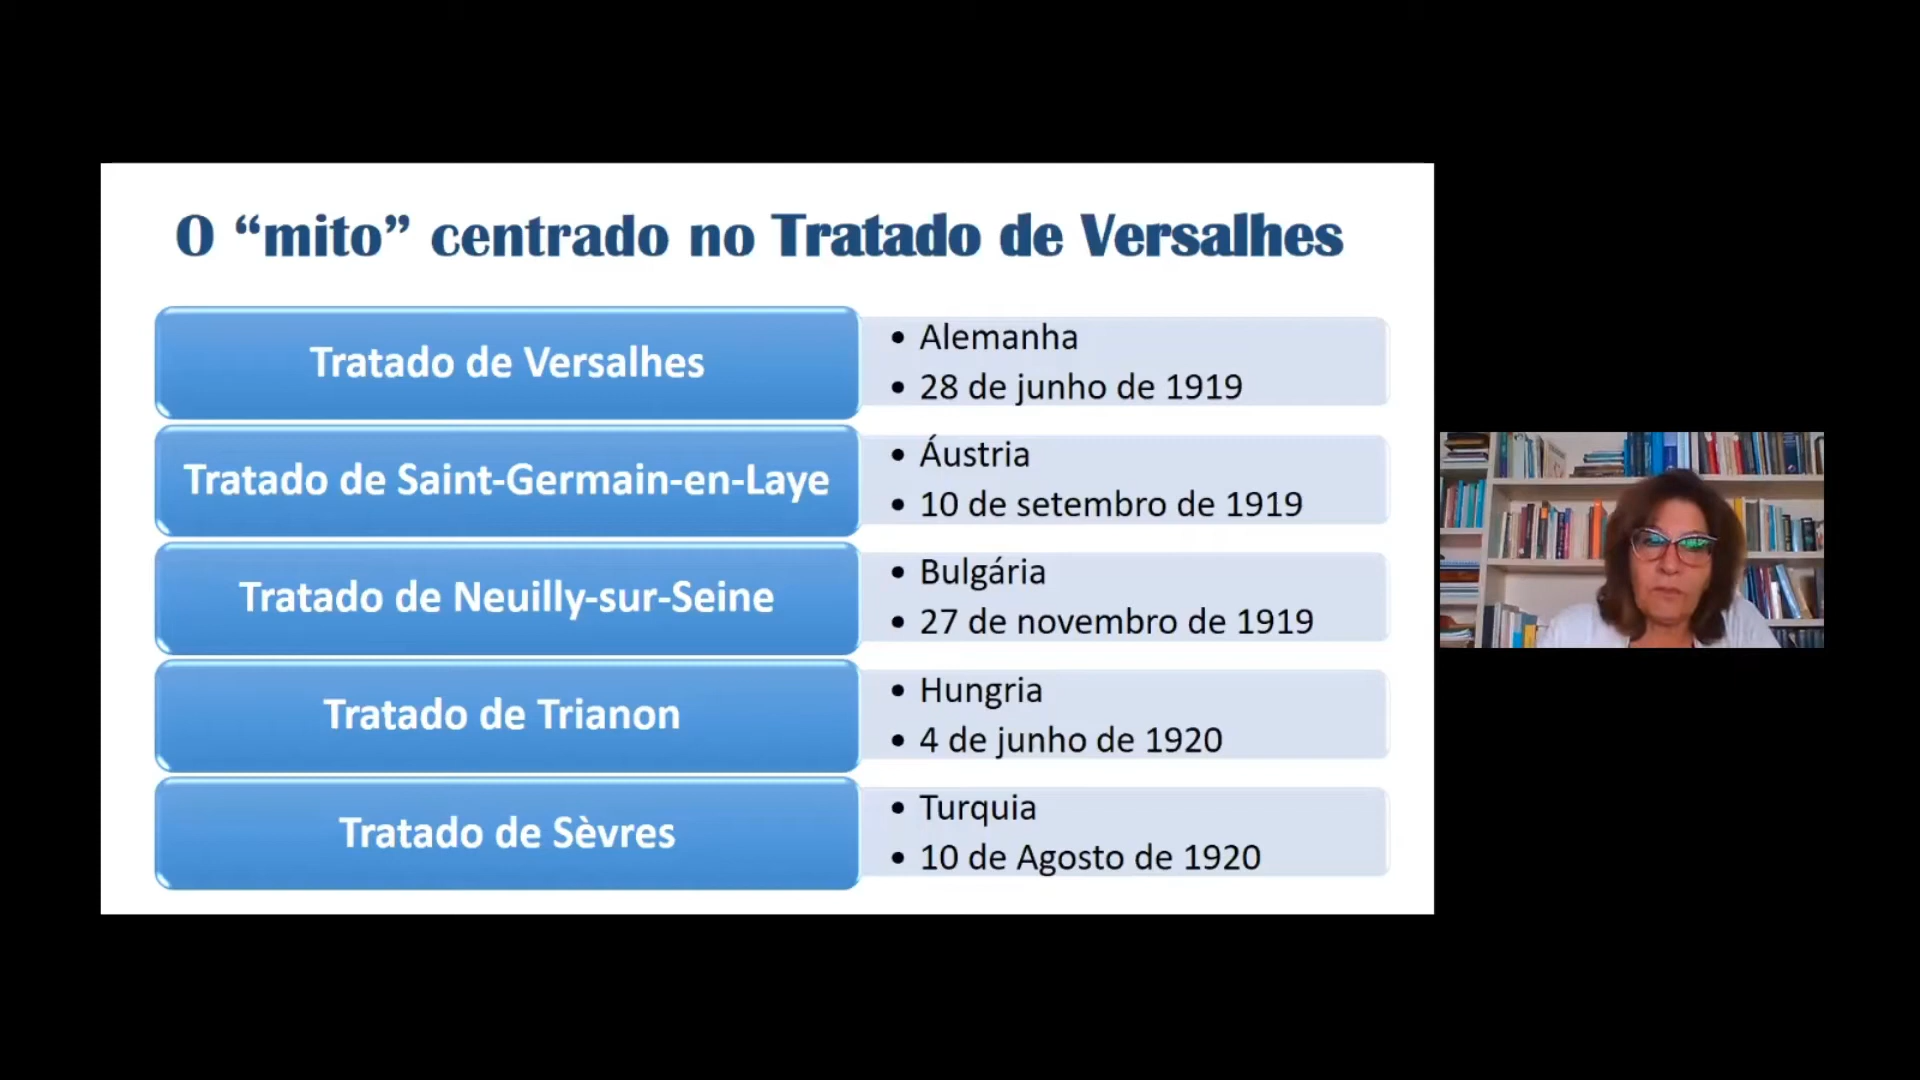 O “mito” centrado no Tratado de Versalhes
Tratado de Versalhes
• Alemanha
• 28 de junho de 1919
Tratado de Saint-Germain-en-Laye
• Áustria
• 10 de setembro de 1919
Tratado de Neuilly-sur-Seine
• Bulgária
• 27 de novembro de 1919
Tratado de Trianon
• Hungria
• 4 de junho de 1920
Tratado de Sèvres
• Turquia
• 10 de Agosto de 1920